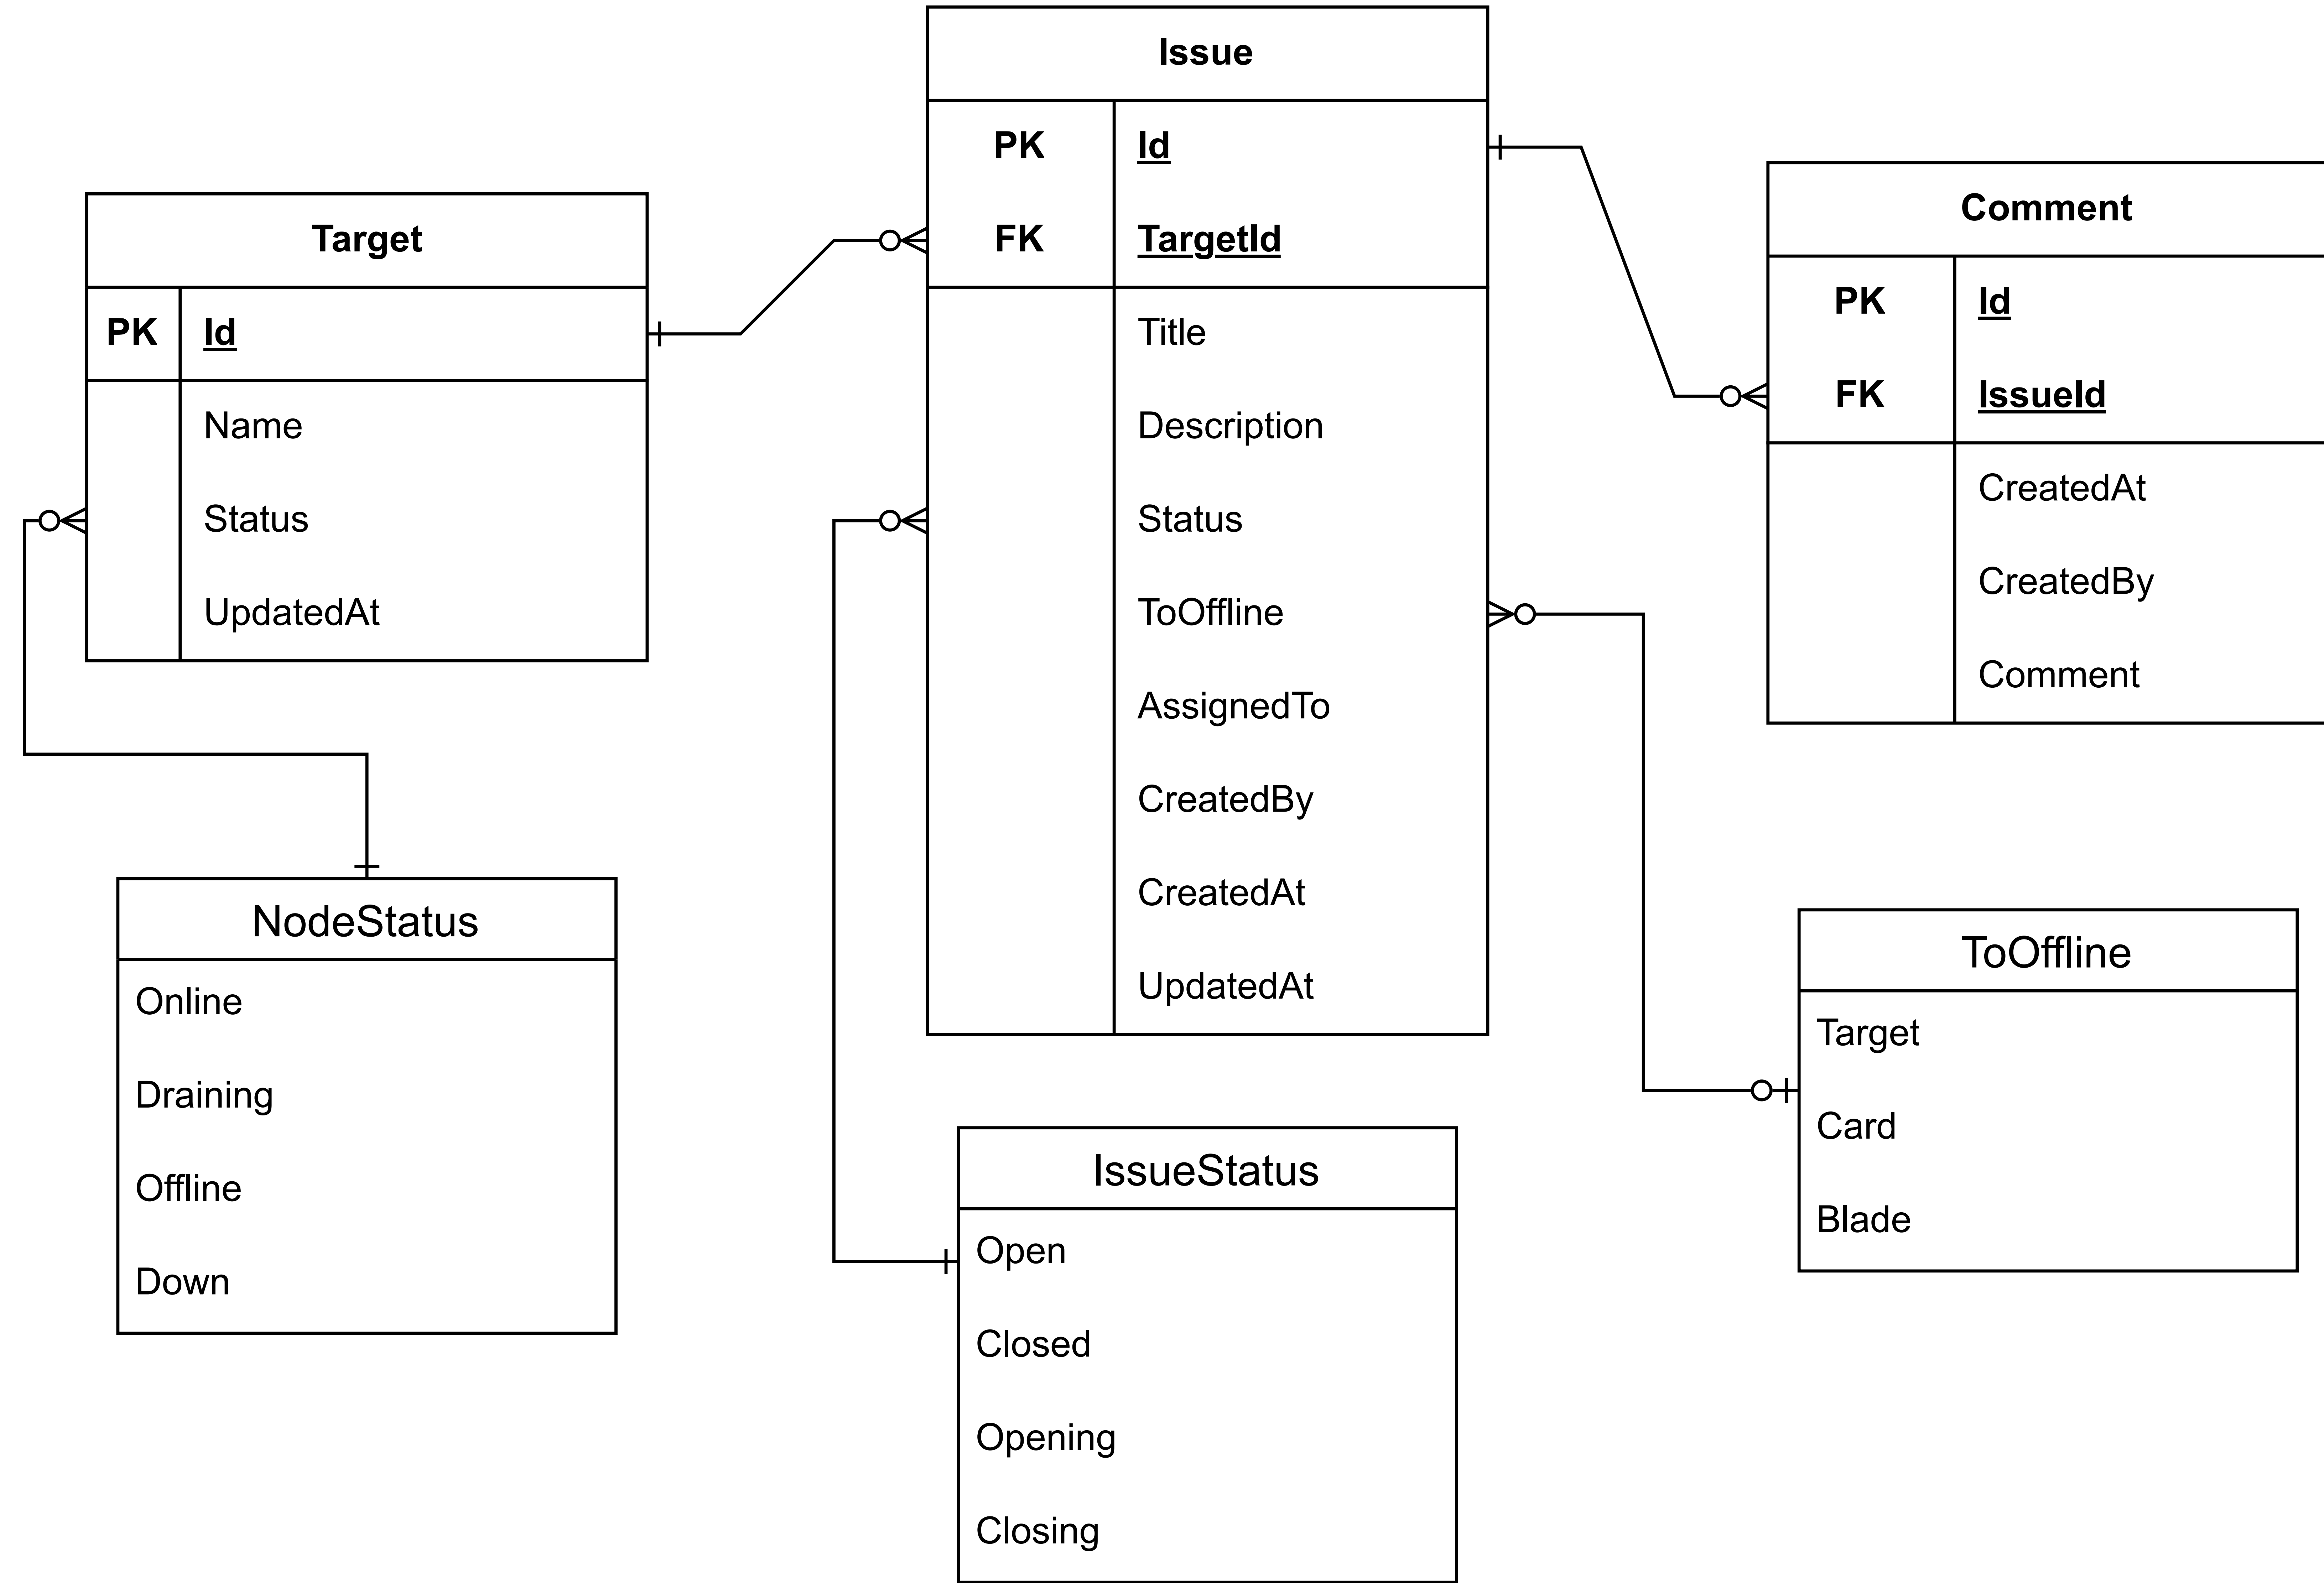 Target
PK Id
Name
Status
UpdatedAt
NodeStatus
Online
Draining
Offline
Down
Issue
PK Id
FK TargetId
Title
Description
Status
ToOffline
AssignedTo
CreatedBy
CreatedAt
UpdatedAt
IssueStatus
Open
Closed
Opening
Closing
Comment
PK Id
FK IssueId
CreatedAt
CreatedBy
Comment
ToOffline
Target
Card
Blade